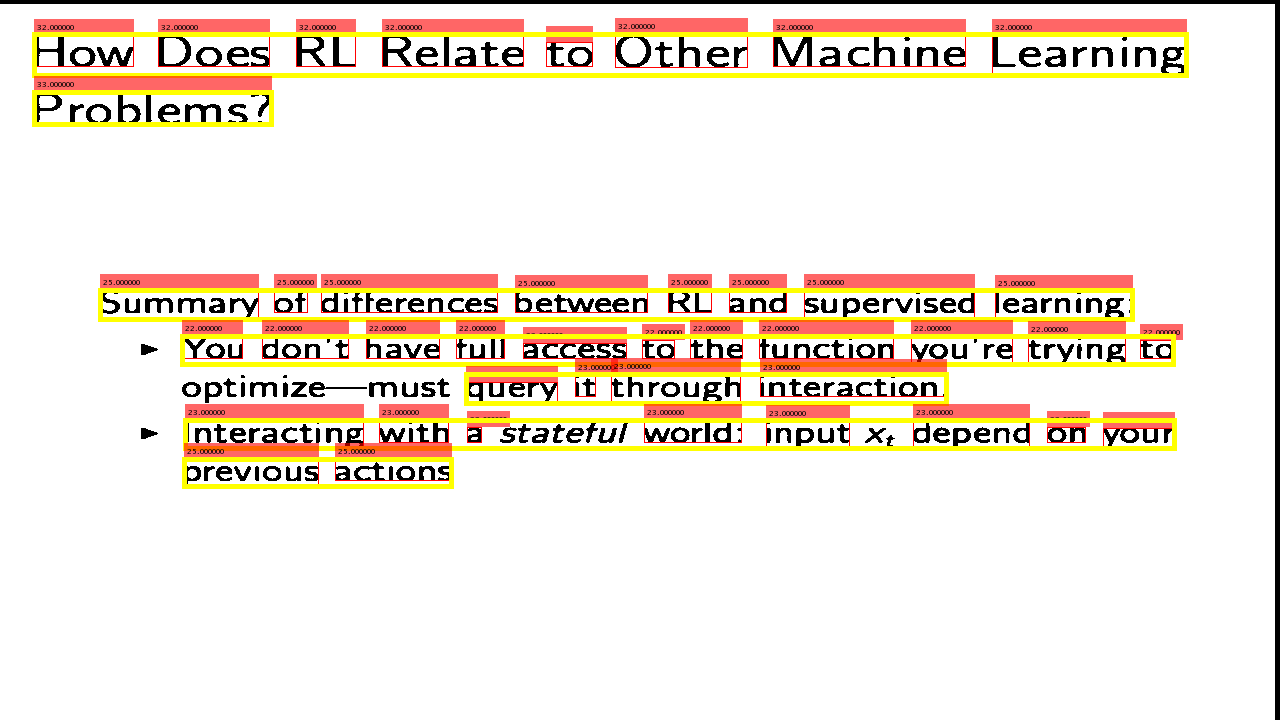 How Does RL Relate to Other Machine Learning
Problems?
Summary of differences between RL and supervised learning:
► You don't have full access to the function you're trying to
optimize—must query it through interaction.
► Interacting with a stateful world: input xₜ depend on your
previous actions